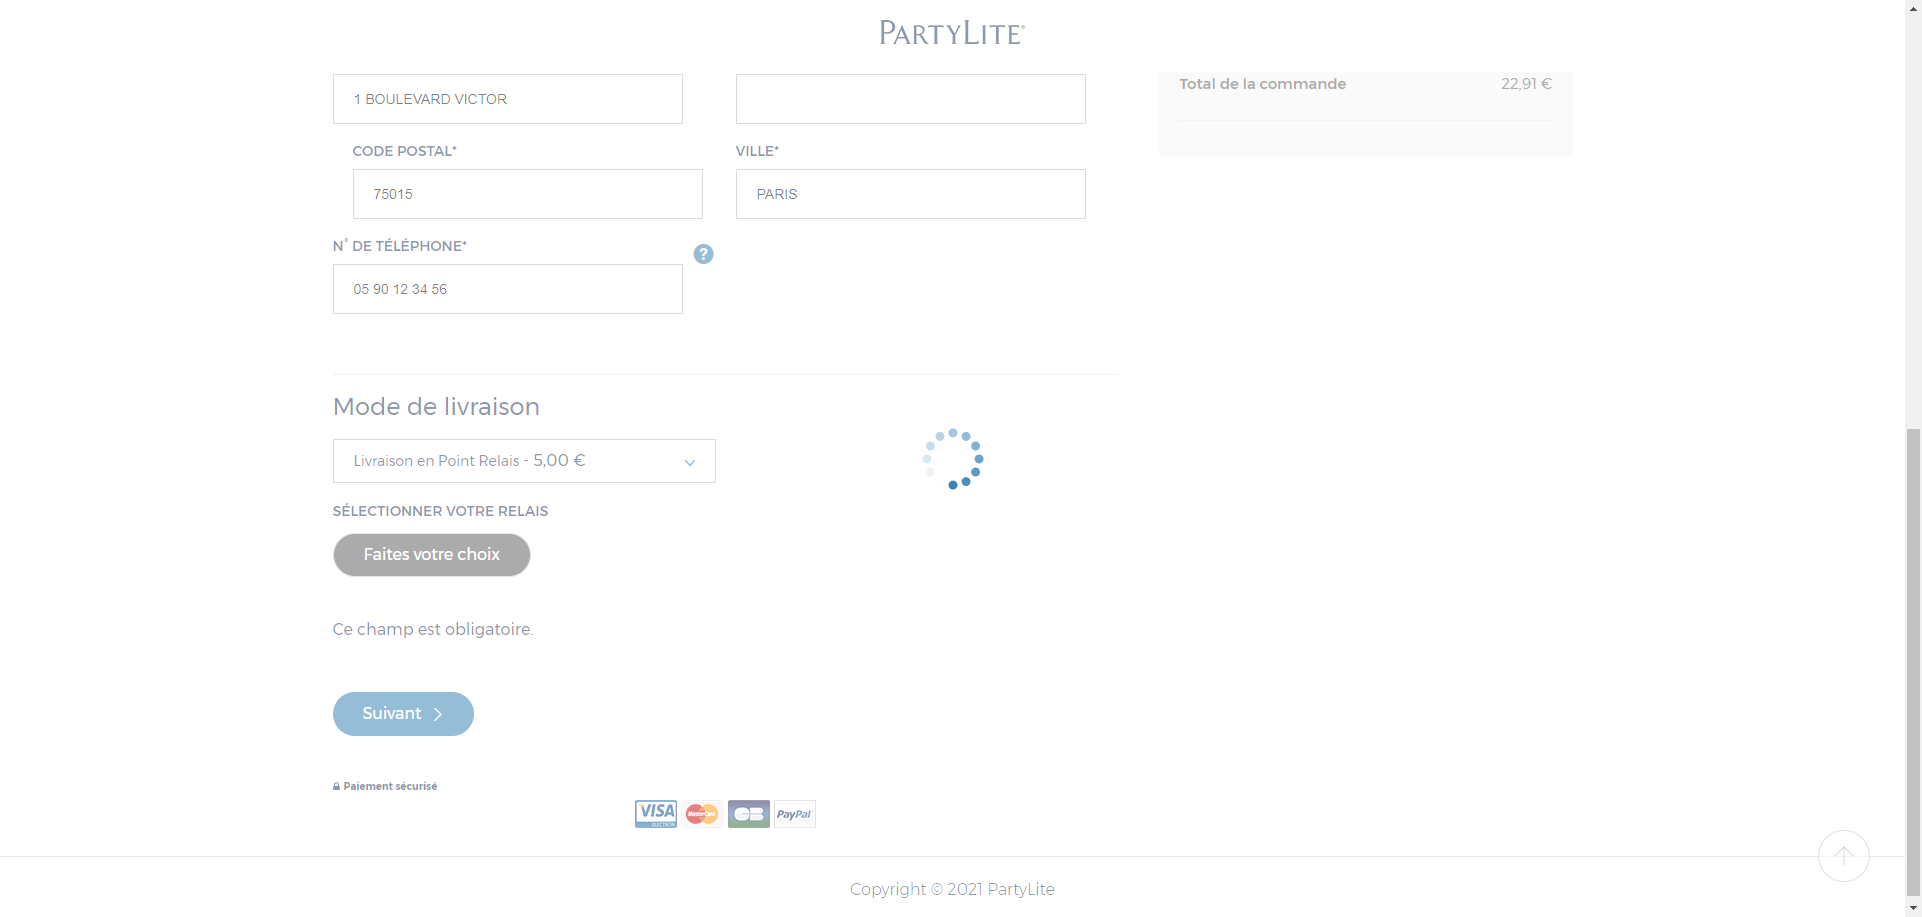 PARTYLITE®
1 BOULEVARD VICTOR
Total de la commande 22,91 €
CODE POSTAL* VILLE*
75015 PARIS
N° DE TÉLÉPHONE* ?
05 90 12 34 56
Mode de livraison
Livraison en Point Relais - 5,00 €
SÉLECTIONNER VOTRE RELAIS
Faites votre choix
Ce champ est obligatoire.
Suivant
Paiement sécurisé
VISA ELECTRON MasterCard CB PayPal
Copyright © 2021 PartyLite